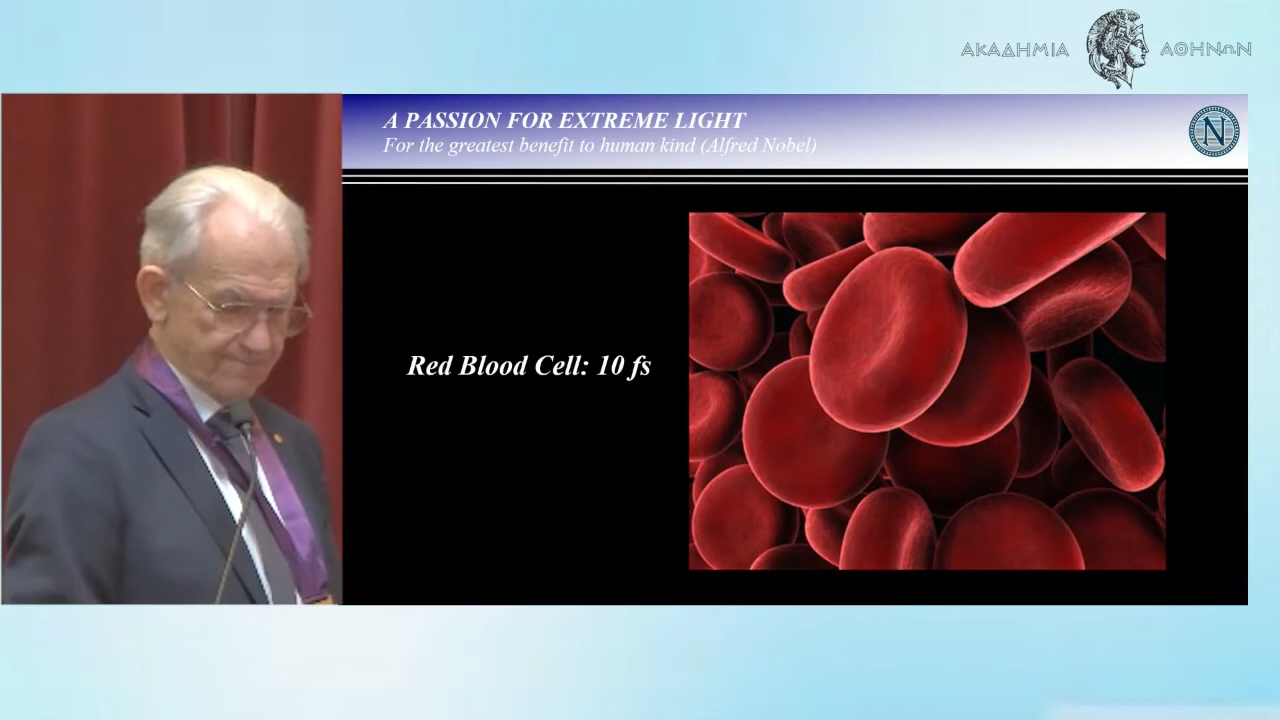 ΑΚΑΔΗΜΙΑ ΑΘΗΝΩΝ
A PASSION FOR EXTREME LIGHT
For the greatest benefit to human kind (Alfred Nobel)
N
Red Blood Cell: 10 fs